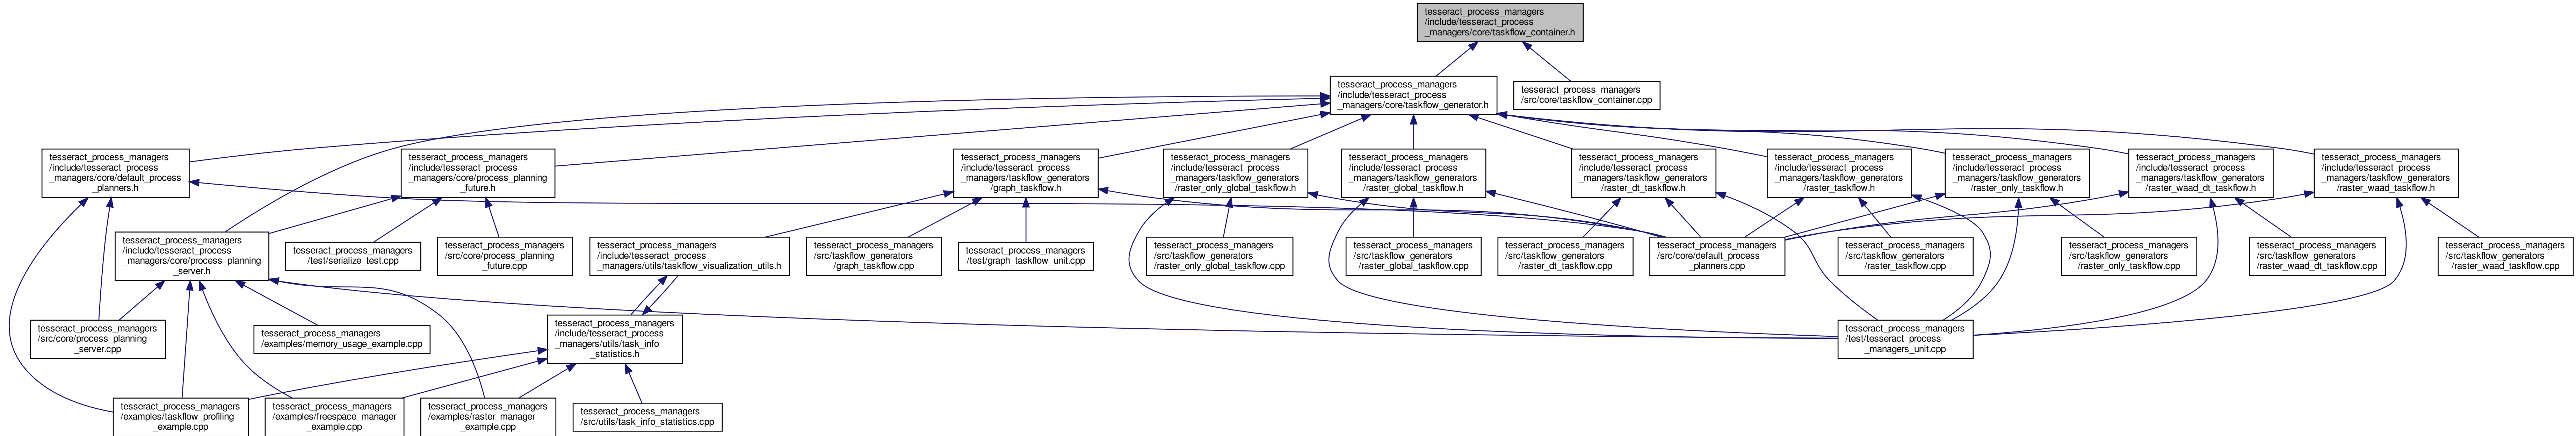 tesseract_process_managers
/include/tesseract_process
_managers/core/taskflow_container.h
tesseract_process_managers
/include/tesseract_process
_managers/core/taskflow_generator.h
tesseract_process_managers
/src/core/taskflow_container.cpp
tesseract_process_managers
/include/tesseract_process
_managers/core/default_process
_planners.h
tesseract_process_managers
/include/tesseract_process
_managers/core/process_planning
_future.h
tesseract_process_managers
/include/tesseract_process
_managers/taskflow_generators
/graph_taskflow.h
tesseract_process_managers
/include/tesseract_process
_managers/taskflow_generators
/raster_only_global_taskflow.h
tesseract_process_managers
/include/tesseract_process
_managers/taskflow_generators
/raster_global_taskflow.h
tesseract_process_managers
/include/tesseract_process
_managers/taskflow_generators
/raster_dt_taskflow.h
tesseract_process_managers
/include/tesseract_process
_managers/taskflow_generators
/raster_taskflow.h
tesseract_process_managers
/include/tesseract_process
_managers/taskflow_generators
/raster_only_taskflow.h
tesseract_process_managers
/include/tesseract_process
_managers/taskflow_generators
/raster_waad_dt_taskflow.h
tesseract_process_managers
/include/tesseract_process
_managers/taskflow_generators
/raster_waad_taskflow.h
tesseract_process_managers
/include/tesseract_process
_managers/core/process_planning
_server.h
tesseract_process_managers
/test/serialize_test.cpp
tesseract_process_managers
/src/core/process_planning
_future.cpp
tesseract_process_managers
/include/tesseract_process
_managers/utils/taskflow_visualization_utils.h
tesseract_process_managers
/src/taskflow_generators
/graph_taskflow.cpp
tesseract_process_managers
/test/graph_taskflow_unit.cpp
tesseract_process_managers
/src/taskflow_generators
/raster_only_global_taskflow.cpp
tesseract_process_managers
/src/taskflow_generators
/raster_global_taskflow.cpp
tesseract_process_managers
/src/taskflow_generators
/raster_dt_taskflow.cpp
tesseract_process_managers
/src/core/default_process
_planners.cpp
tesseract_process_managers
/src/taskflow_generators
/raster_taskflow.cpp
tesseract_process_managers
/src/taskflow_generators
/raster_only_taskflow.cpp
tesseract_process_managers
/src/taskflow_generators
/raster_waad_dt_taskflow.cpp
tesseract_process_managers
/src/taskflow_generators
/raster_waad_taskflow.cpp
tesseract_process_managers
/src/core/process_planning
_server.cpp
tesseract_process_managers
/examples/memory_usage_example.cpp
tesseract_process_managers
/include/tesseract_process
_managers/utils/task_info
_statistics.h
tesseract_process_managers
/test/tesseract_process
_managers_unit.cpp
tesseract_process_managers
/examples/taskflow_profiling
_example.cpp
tesseract_process_managers
/examples/freespace_manager
_example.cpp
tesseract_process_managers
/examples/raster_manager
_example.cpp
tesseract_process_managers
/src/utils/task_info_statistics.cpp